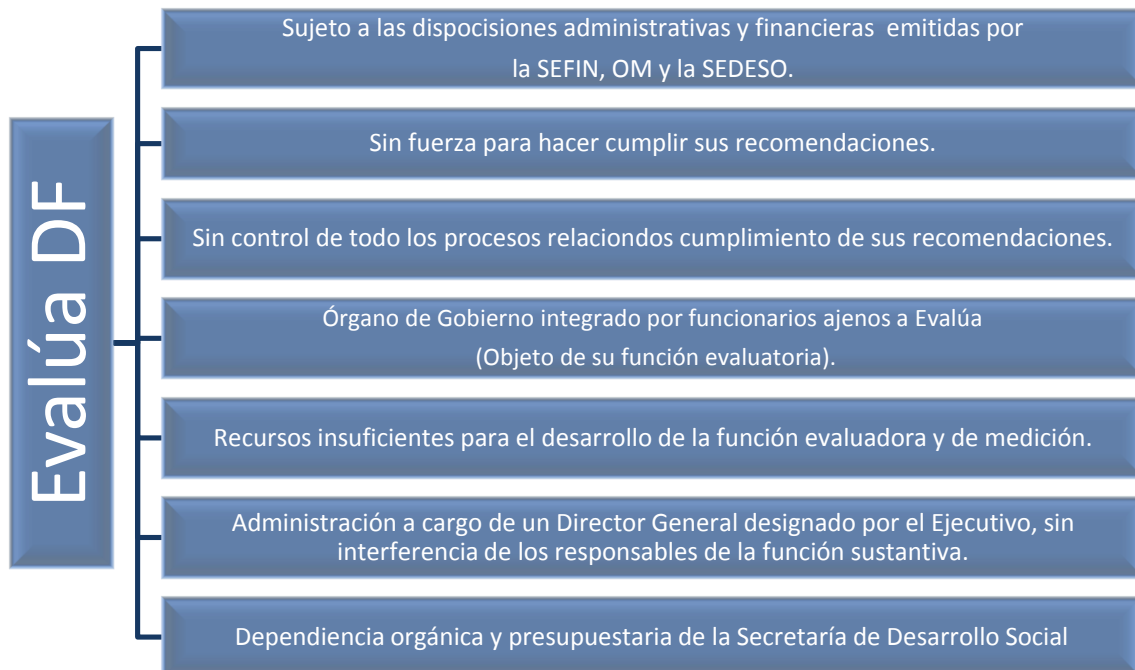 Evalúa DF
Sujeto a las disposiciones administrativas y financieras emitidas por
la SEFIN, OM y la SEDESO.
Sin fuerza para hacer cumplir sus recomendaciones.
Sin control de todo los procesos relaciondos cumplimiento de sus recomendaciones.
Órgano de Gobierno integrado por funcionarios ajenos a Evalúa
(Objeto de su función evaluatoria).
Recursos insuficientes para el desarrollo de la función evaluadora y de medición.
Administración a cargo de un Director General designado por el Ejecutivo, sin
interferencia de los responsables de la función sustantiva.
Dependiencia orgánica y presupuestaria de la Secretaría de Desarrollo Social